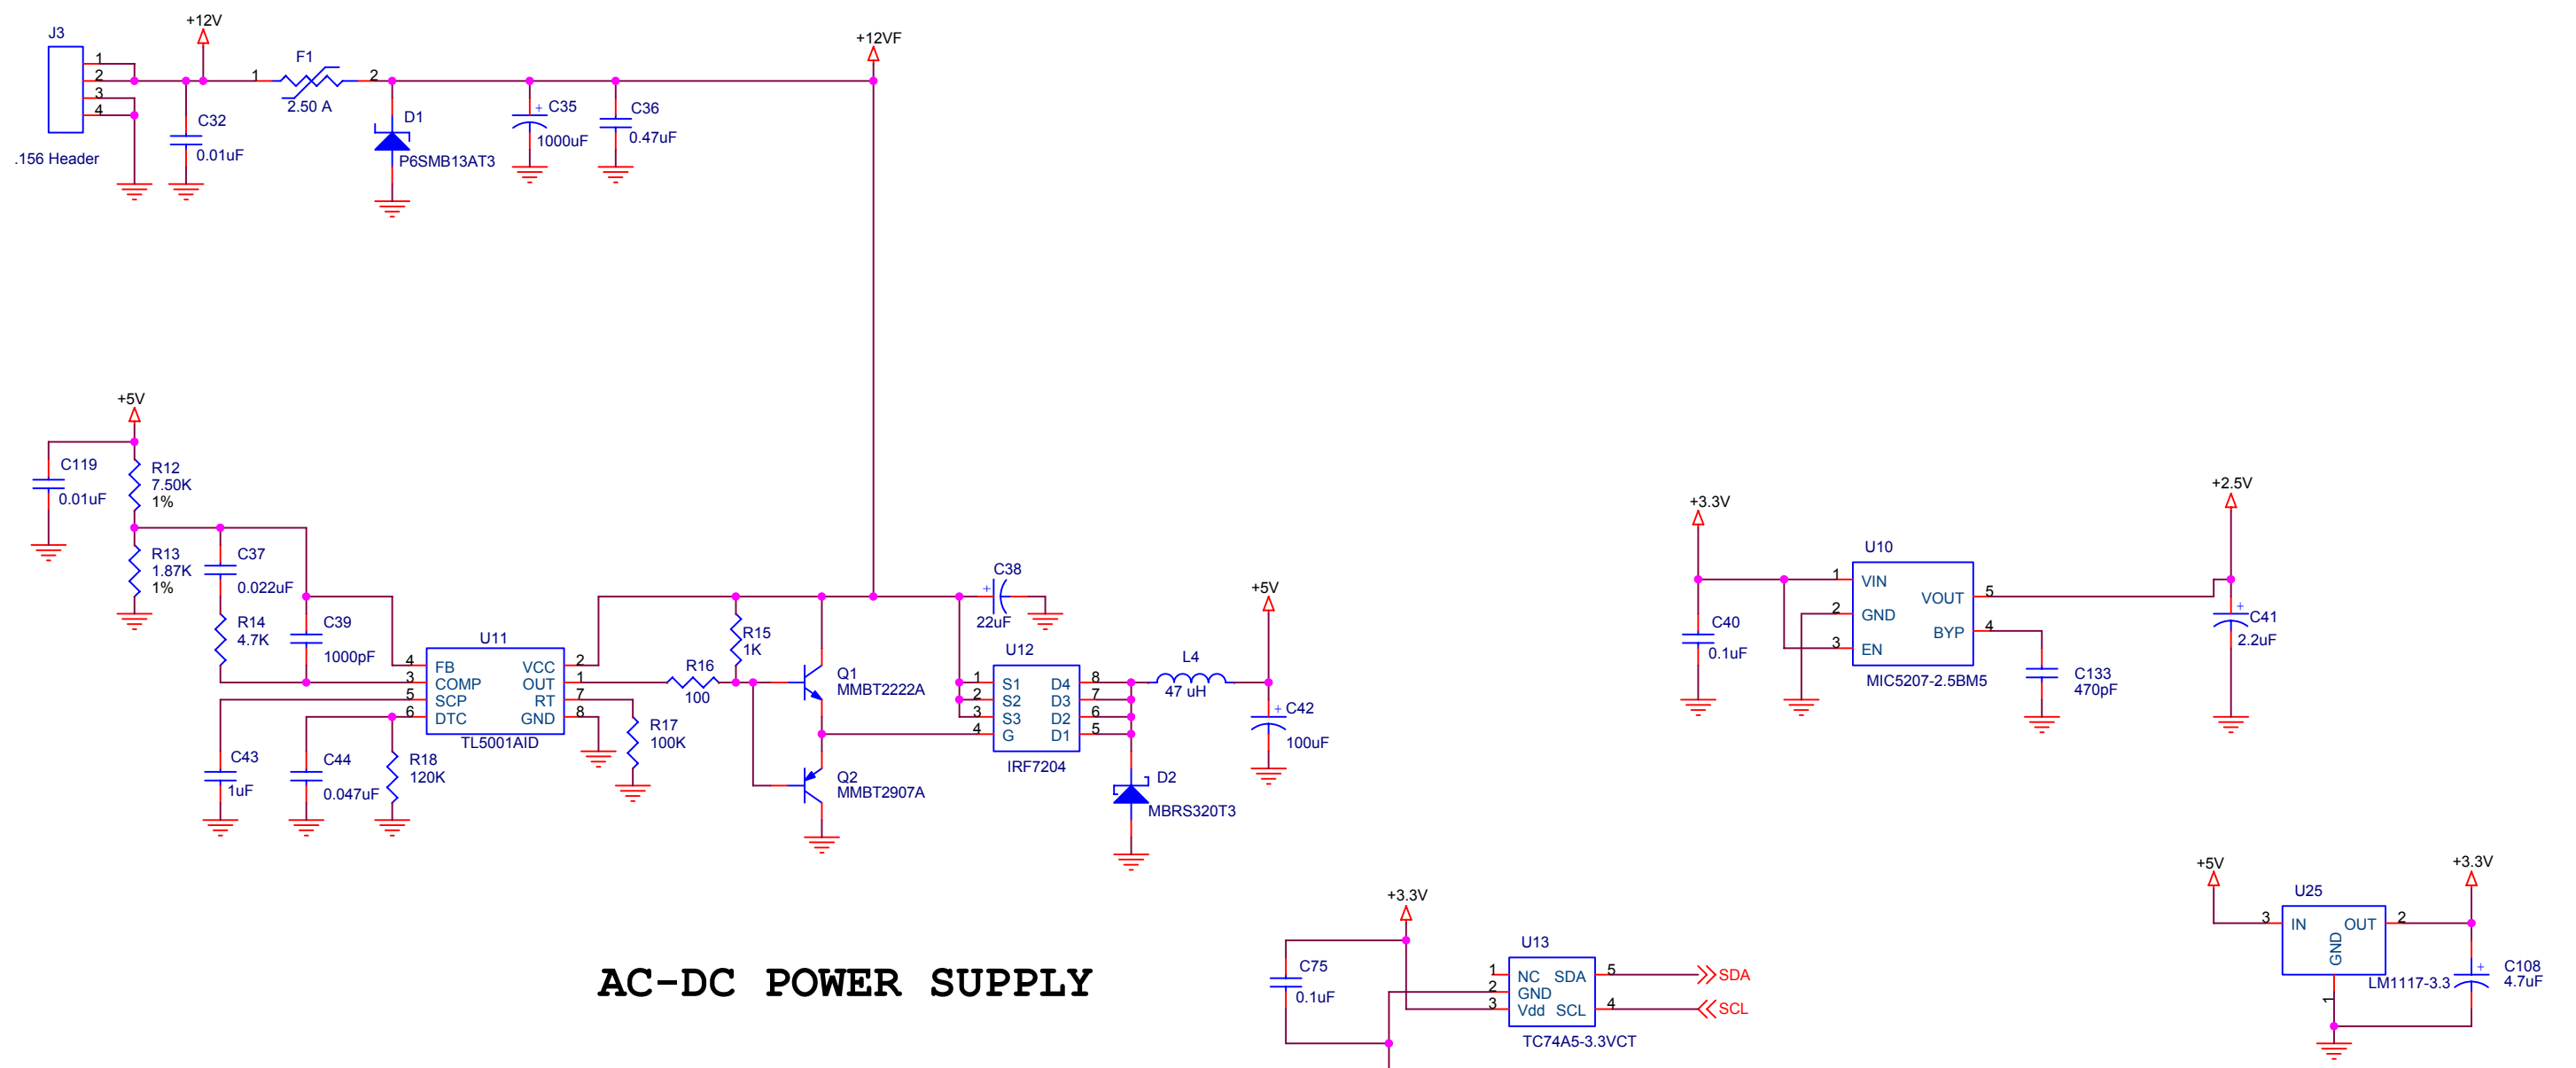 J3
1
2
3
4
.156 Header
+12V
C32
0.01uF
F1
1
2
2.50 A
D1
P6SMB13AT3
+
C35
1000uF
C36
0.47uF
+12VF
+5V
C119
0.01uF
R12
7.50K
1%
R13
1.87K
1%
C37
0.022uF
R14
4.7K
C39
1000pF
C43
1uF
C44
0.047uF
R18
120K
U11
4
FB
3
COMP
5
SCP
6
DTC
VCC
2
OUT
1
RT
7
GND
8
TL5001AID
R17
100K
R16
100
R15
1K
Q1
MMBT2222A
Q2
MMBT2907A
C38
+
22uF
U12
1
S1
2
S2
3
S3
4
G
D4
8
D3
7
D2
6
D1
5
IRF7204
L4
47 uH
+5V
+
C42
100uF
D2
MBRS320T3
+3.3V
C40
0.1uF
U10
1
VIN
2
GND
3
EN
VOUT
5
BYP
4
MIC5207-2.5BM5
C133
470pF
+2.5V
+
C41
2.2uF
AC-DC POWER SUPPLY
+3.3V
C75
0.1uF
U13
1
NC
2
GND
3
Vdd
SDA
5
SCL
4
SDA
SCL
TC74A5-3.3VCT
+5V
U25
3
IN
OUT
2
GND
1
LM1117-3.3
+3.3V
+
C108
4.7uF